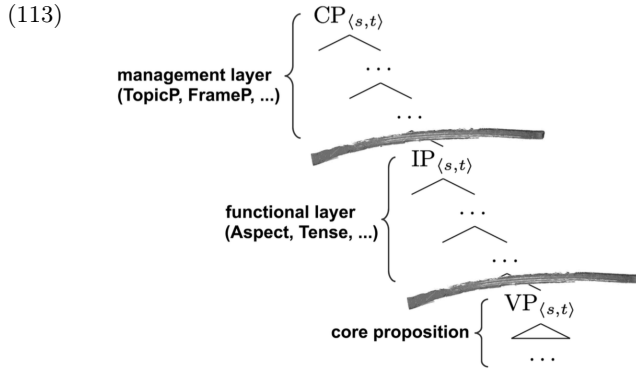 (113)
CP⟨s,t⟩
...
management layer
(TopicP, FrameP, ...)
...
IP⟨s,t⟩
functional layer
(Aspect, Tense, ...)
...
...
VP⟨s,t⟩
core proposition
...